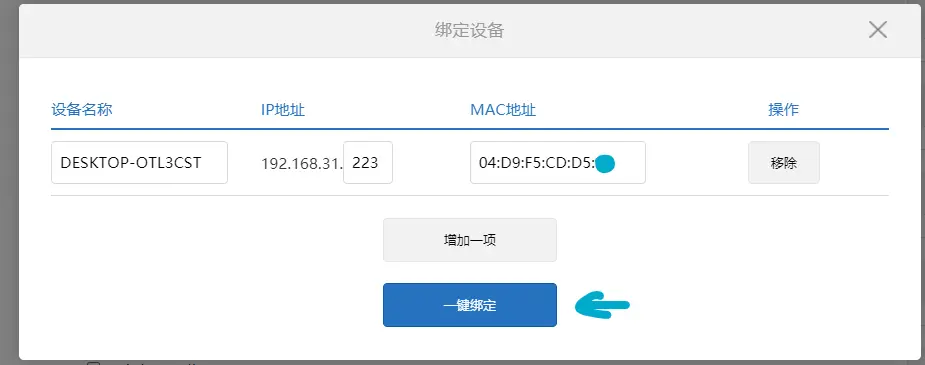 绑定设备
设备名称 IP地址 MAC地址 操作
DESKTOP-OTL3CST 192.168.31. 223 04:D9:F5:CD:D5: 移除
增加一项
一键绑定